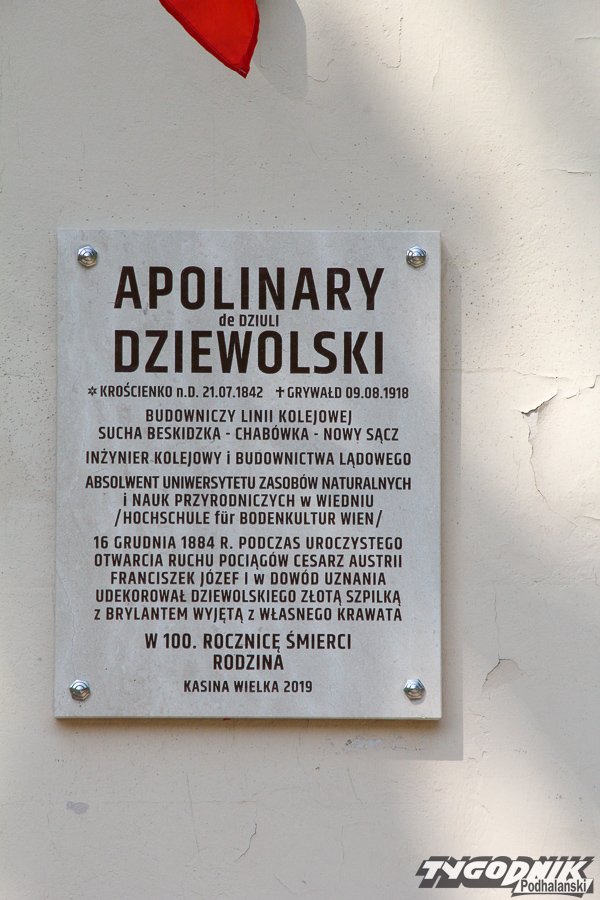 APOLINARY
de DZIULI
DZIEWOLSKI
✡ KROŚCIENKO n.D. 21.07.1842 ✝ GRYWAŁD 09.08.1918
BUDOWNICZY LINII KOLEJOWEJ
SUCHA BESKIDZKA - CHABÓWKA - NOWY SĄCZ
INŻYNIER KOLEJOWY i BUDOWNICTWA LĄDOWEGO
ABSOLWENT UNIWERSYTETU ZASOBÓW NATURALNYCH
i NAUK PRZYRODNICZYCH w WIEDNIU
/HOCHSCHULE für BODENKULTUR WIEN/
16 GRUDNIA 1884 R. PODCZAS UROCZYSTEGO
OTWARCIA RUCHU POCIĄGÓW CESARZ AUSTRII
FRANCISZEK JÓZEF I w DOWÓD UZNANIA
UDEKOROWAŁ DZIEWOLSKIEGO ZŁOTĄ SZPILKĄ
z BRYLANTEM WYJĘTĄ z WŁASNEGO KRAWATA
W 100. ROCZNICĘ ŚMIERCI
RODZINA
KASINA WIELKA 2019
TYGODNIK
Podhalański